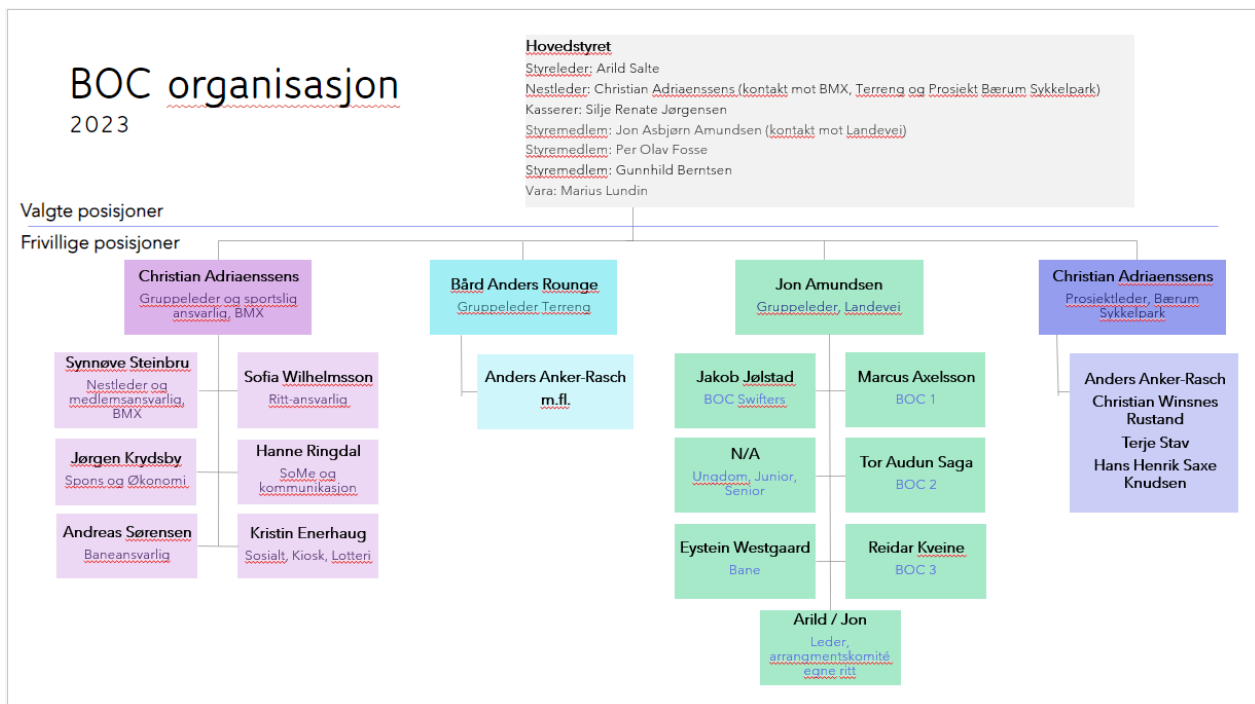 BOC organisasjon
2023
Hovedstyret
Styreleder: Arild Salte
Nestleder: Christian Adriaenssens (kontakt mot BMX, Terreng og Prosjekt Bærum Sykkelpark)
Kasserer: Silje Renate Jørgensen
Styremedlem: Jon Asbjørn Amundsen (kontakt mot Landevei)
Styremedlem: Per Olav Fosse
Styremedlem: Gunnhild Berntsen
Vara: Marius Lundin
Valgte posisjoner
Frivillige posisjoner
Christian Adriaenssens
Gruppeleder og sportslig
ansvarlig, BMX
Synnøve Steinbru
Nestleder og
medlemsansvarlig,
BMX
Sofia Wilhelmsson
Ritt-ansvarlig
Jørgen Krydsby
Spons og Økonomi
Hanne Ringdal
SoMe og
kommunikasjon
Andreas Sørensen
Baneansvarlig
Kristin Enerhaug
Sosialt, Kiosk, Lotteri
Bård Anders Rounge
Gruppeleder Terreng
Anders Anker-Rasch
m.fl.
Jon Amundsen
Gruppeleder, Landevei
Jakob Jølstad
BOC Swifters
Marcus Axelsson
BOC 1
N/A
Ungdom, Junior,
Senior
Tor Audun Saga
BOC 2
Eystein Westgaard
Bane
Reidar Kveine
BOC 3
Arild / Jon
Leder,
arrangmentskomité
egne ritt
Christian Adriaenssens
Prosjektleder, Bærum
Sykkelpark
Anders Anker-Rasch
Christian Winsnes
Rustand
Terje Stav
Hans Henrik Saxe
Knudsen